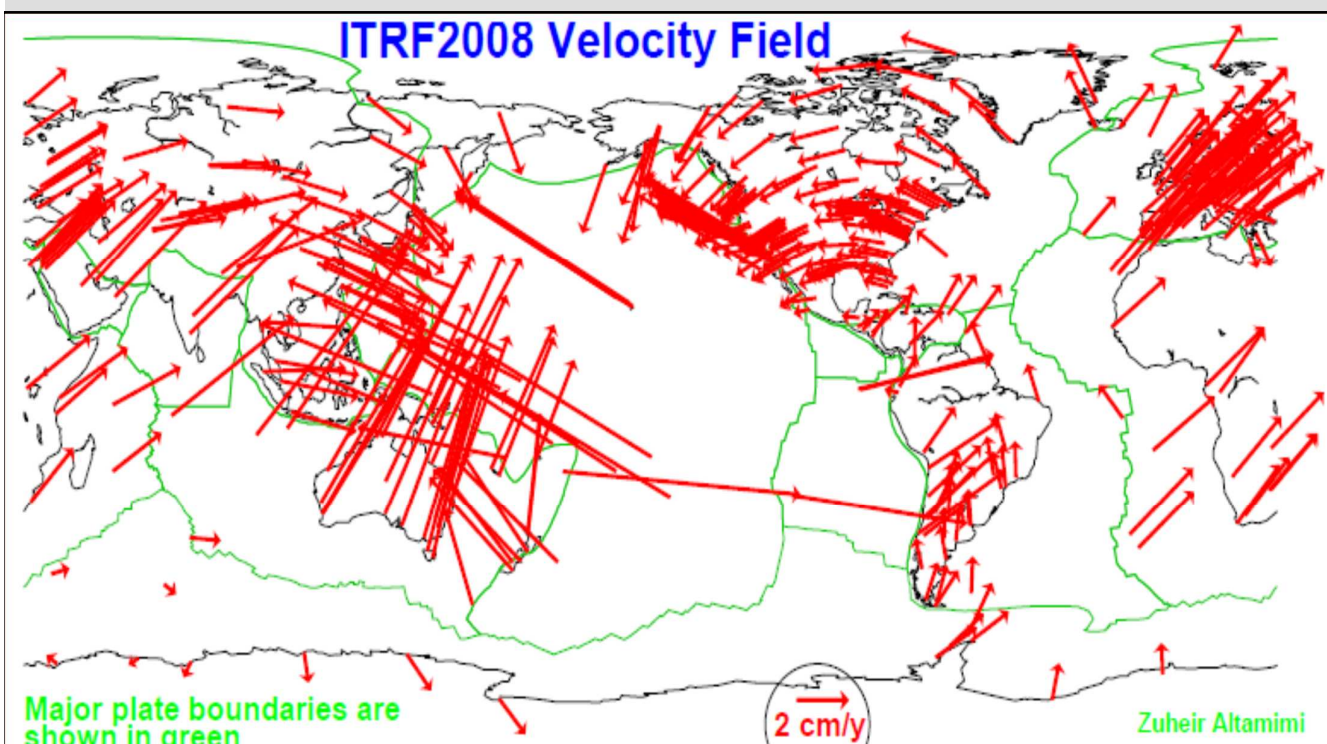 ITRF2008 Velocity Field
Major plate boundaries are
shown in green
2 cm/y
Zuheir Altamimi